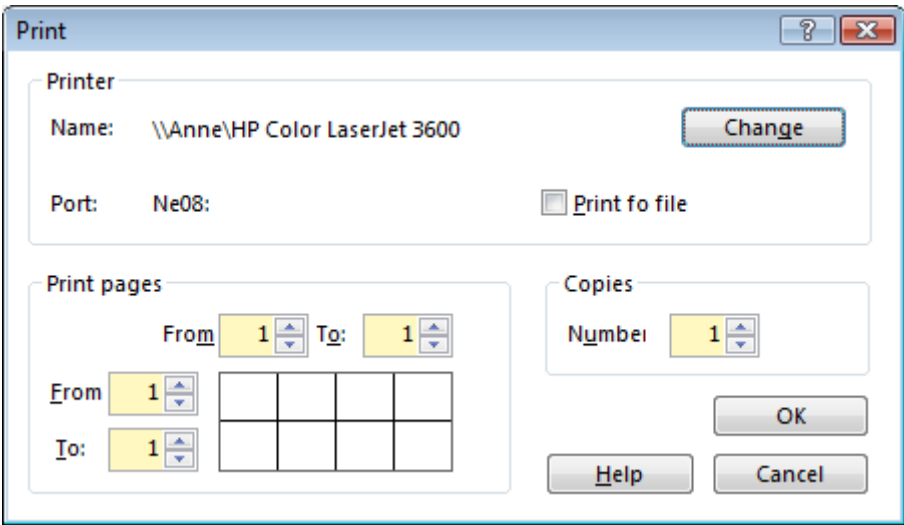 Print
Printer
Name: \\Anne\HP Color LaserJet 3600 Change
Port: Ne08: Print fo file
Print pages
From 1 To: 1
From 1
To: 1
Copies
Number 1
OK
Help Cancel